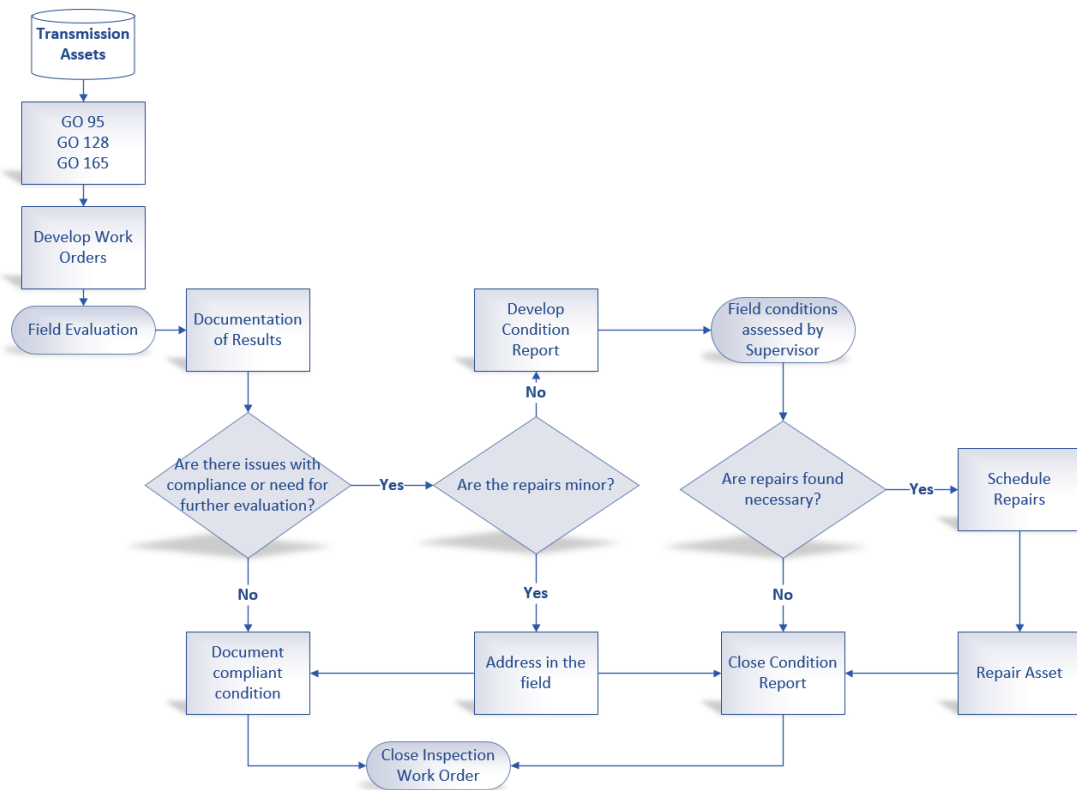 Transmission
Assets
GO 95
GO 128
GO 165
Develop Work
Orders
Field Evaluation
Documentation
of Results
Develop
Condition
Report
Field conditions
assessed by
Supervisor
No
Are there issues with
compliance or need for
further evaluation?
Yes
Are the repairs minor?
Are repairs found
necessary?
Yes
Schedule
Repairs
No
Yes
No
Document
compliant
condition
Address in the
field
Close Condition
Report
Repair Asset
Close Inspection
Work Order